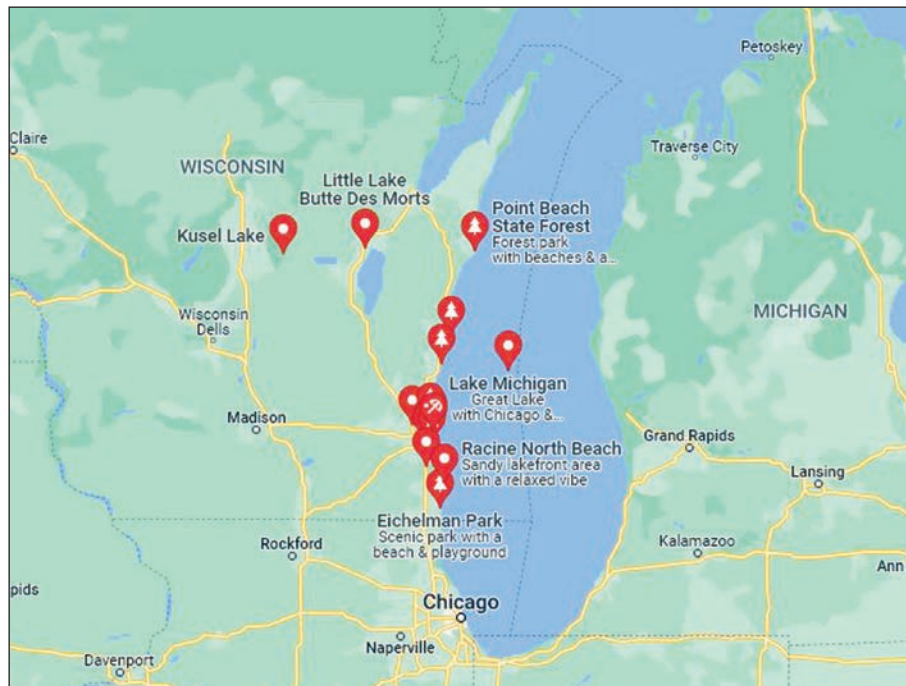 Petoskey
Claire
Traverse City
WISCONSIN
Little Lake
Butte Des Morts
Kusel Lake
Point Beach
State Forest
Forest park
with beaches & a...
Wisconsin
Dells
MICHIGAN
Lake Michigan
Great Lake
with Chicago &...
Madison
Racine North Beach
Sandy lakefront area
with a relaxed vibe
Grand Rapids
Lansing
Eichelman Park
Scenic park with a
beach & playground
Rockford
Kalamazoo
Ann
pids
Chicago
Naperville
Davenport